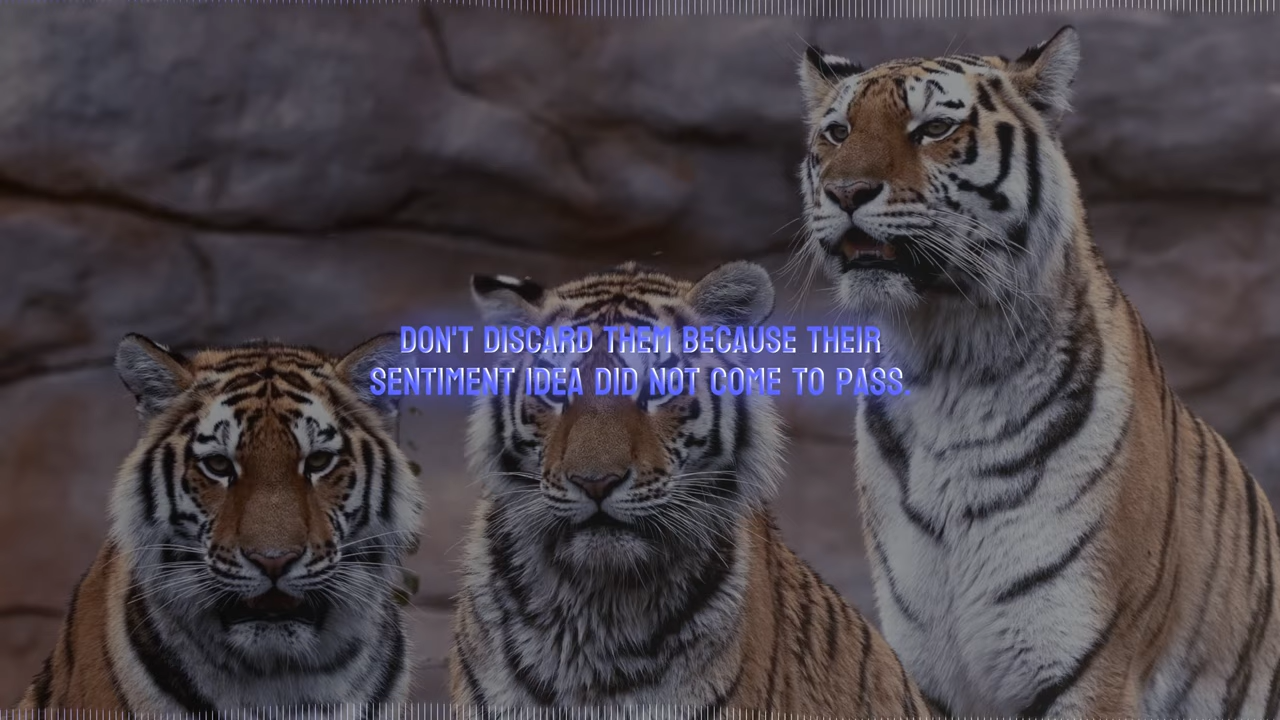 DON'T DISCARD THEM BECAUSE THEIR
SENTIMENT IDEA DID NOT COME TO PASS.